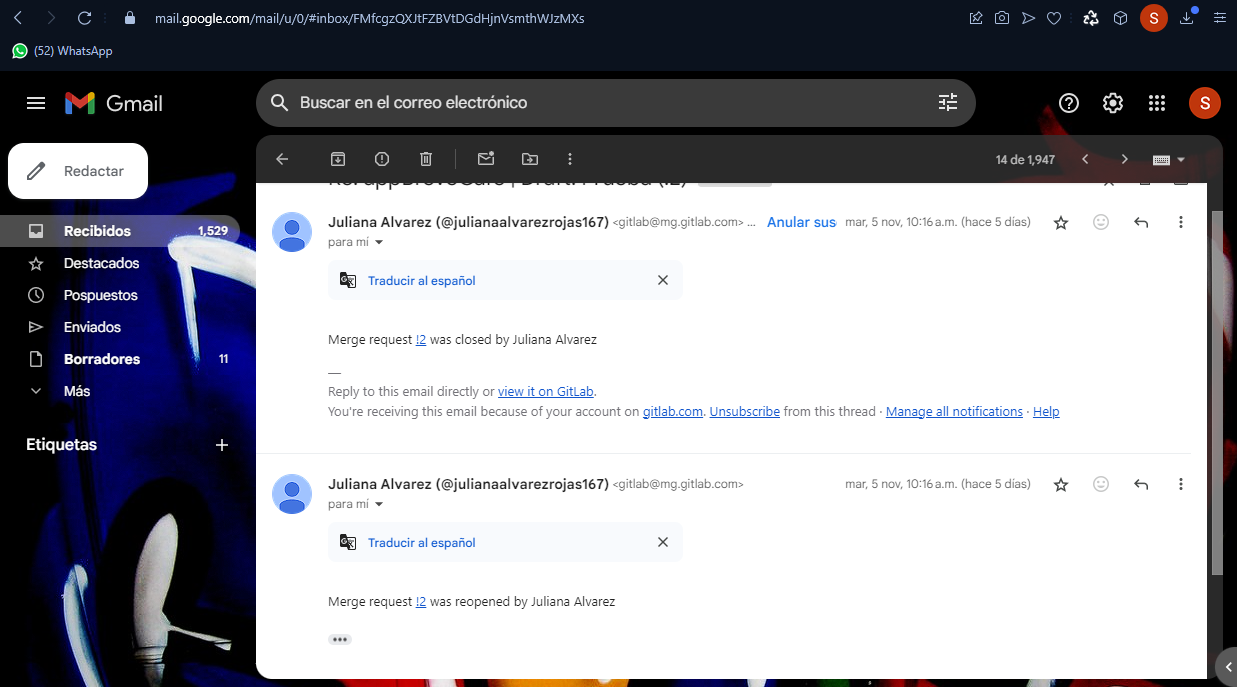 mail.google.com/mail/u/0/#inbox/FMfcgzQXJtFZBVtDGdHjnVsmthWJzMXs
S
(52) WhatsApp
Gmail
Buscar en el correo electrónico
S
Redactar
14 de 1,947
Recibidos 1,529
Destacados
Pospuestos
Enviados
Borradores 11
Más
Etiquetas
Juliana Alvarez (@julianaalvarezrojas167) <gitlab@mg.gitlab.com> ... Anular sus mar, 5 nov, 10:16 a.m. (hace 5 días)
para mí
Traducir al español
Merge request !2 was closed by Juliana Alvarez
—
Reply to this email directly or view it on GitLab.
You're receiving this email because of your account on gitlab.com. Unsubscribe from this thread · Manage all notifications · Help
Juliana Alvarez (@julianaalvarezrojas167) <gitlab@mg.gitlab.com> mar, 5 nov, 10:16 a.m. (hace 5 días)
para mí
Traducir al español
Merge request !2 was reopened by Juliana Alvarez